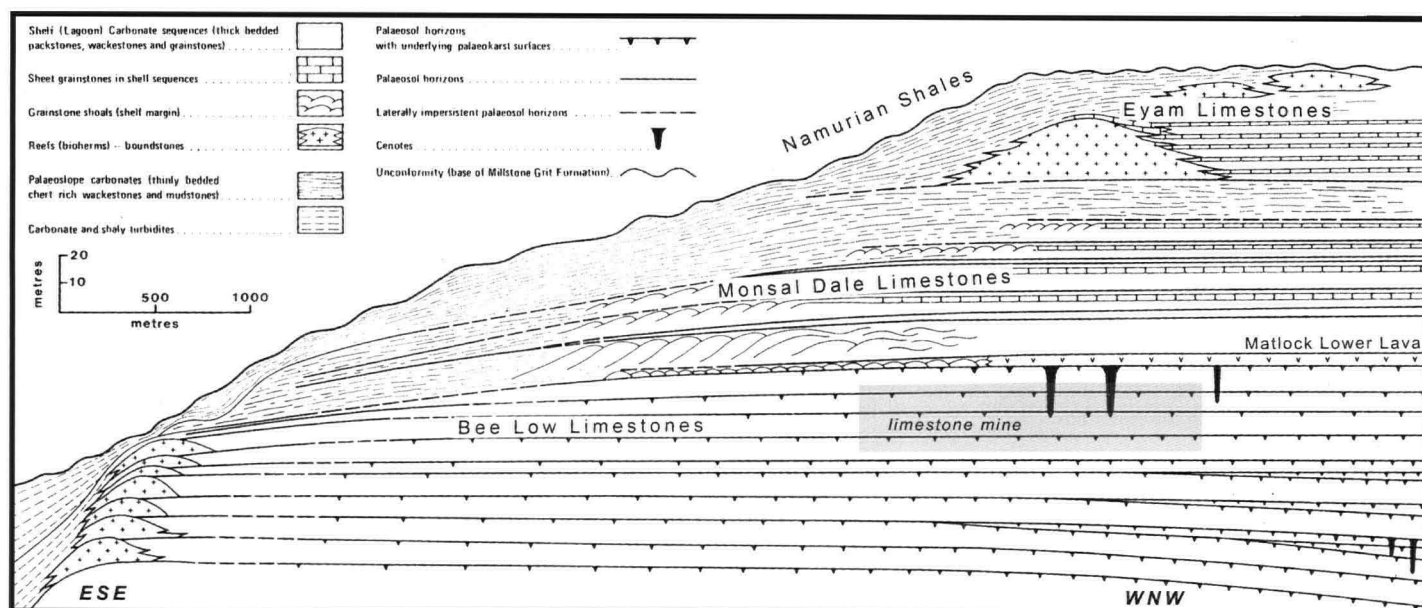 Shelf (Lagoon) Carbonate sequences (thick bedded
packstones, wackestones and grainstones)
Sheet grainstones in shelf sequences
Grainstone shoals (shelf margin)
Reefs (bioherms) - boundstones
Palaeoslope carbonates (thinly bedded
chert rich wackestones and mudstones)
Carbonate and shaly turbidites
Palaeosol horizons
with underlying palaeokarst surfaces
Palaeosol horizons
Laterally impersistent palaeosol horizons
Cenotes
Unconformity (base of Millstone Grit Formation)
metres
20
10
500
1000
metres
Namurian Shales
Eyam Limestones
Monsal Dale Limestones
Matlock Lower Lava
Bee Low Limestones
limestone mine
ESE
WNW